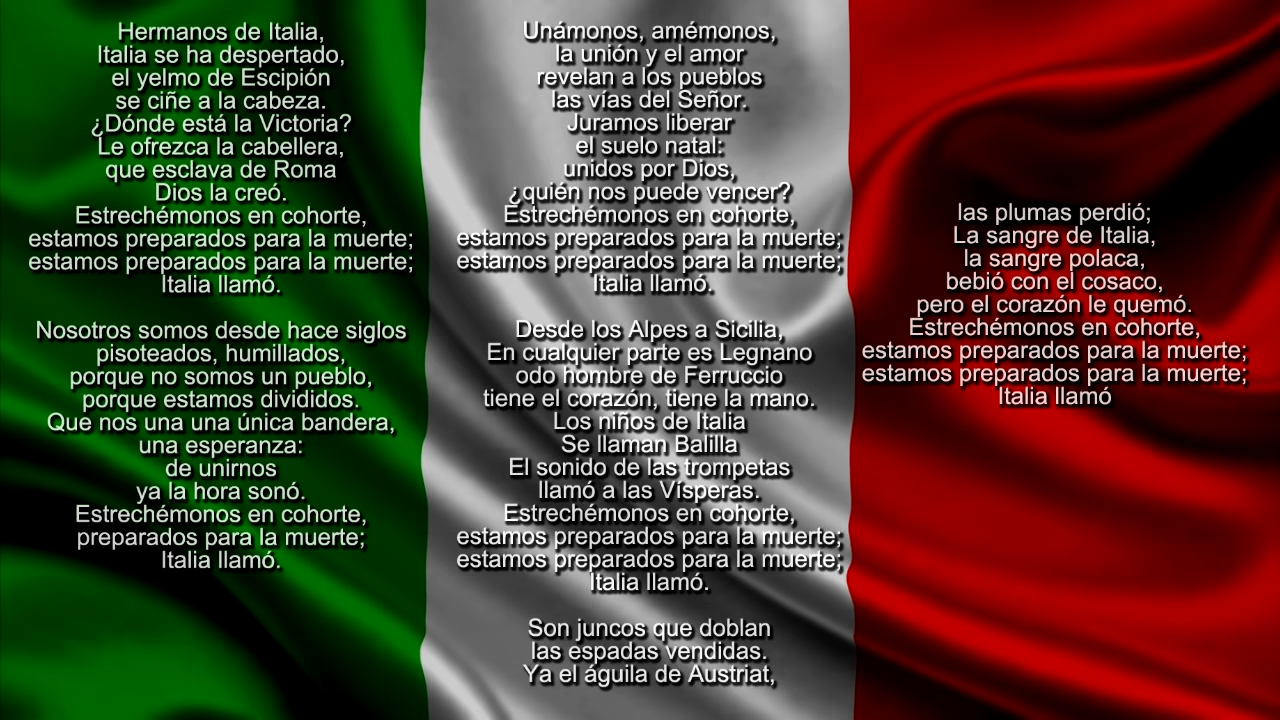 Hermanos de Italia,
Italia se ha despertado,
el yelmo de Escipión
se ciñe a la cabeza.
¿Dónde está la Victoria?
Le ofrezca la cabellera,
que esclava de Roma
Dios la creó.
Estrechémonos en cohorte,
estamos preparados para la muerte;
estamos preparados para la muerte;
Italia llamó.
Nosotros somos desde hace siglos
pisoteados, humillados,
porque no somos un pueblo,
porque estamos divididos.
Que nos una una única bandera,
una esperanza:
de unirnos
ya la hora sonó.
Estrechémonos en cohorte,
preparados para la muerte;
Italia llamó.
Unámonos, amémonos,
la unión y el amor
revelan a los pueblos
las vías del Señor.
Juramos liberar
el suelo natal:
unidos por Dios,
¿quién nos puede vencer?
Estrechémonos en cohorte,
estamos preparados para la muerte;
estamos preparados para la muerte;
Italia llamó.
Desde los Alpes a Sicilia,
En cualquier parte es Legnano
odo hombre de Ferruccio
tiene el corazón, tiene la mano.
Los niños de Italia
Se llaman Balilla
El sonido de las trompetas
llamó a las Vísperas.
Estrechémonos en cohorte,
estamos preparados para la muerte;
estamos preparados para la muerte;
Italia llamó.
Son juncos que doblan
las espadas vendidas.
Ya el águila de Austriat,
las plumas perdió;
La sangre de Italia,
la sangre polaca,
bebió con el cosaco,
pero el corazón le quemó.
Estrechémonos en cohorte,
estamos preparados para la muerte;
estamos preparados para la muerte;
Italia llamó